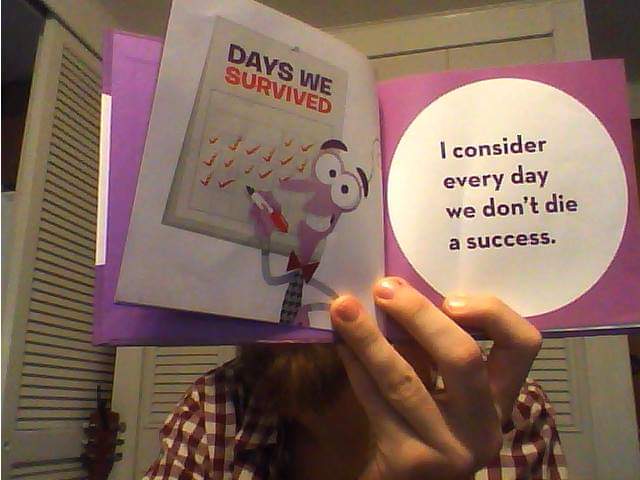 DAYS WE
SURVIVED
I consider
every day
we don't die
a success.